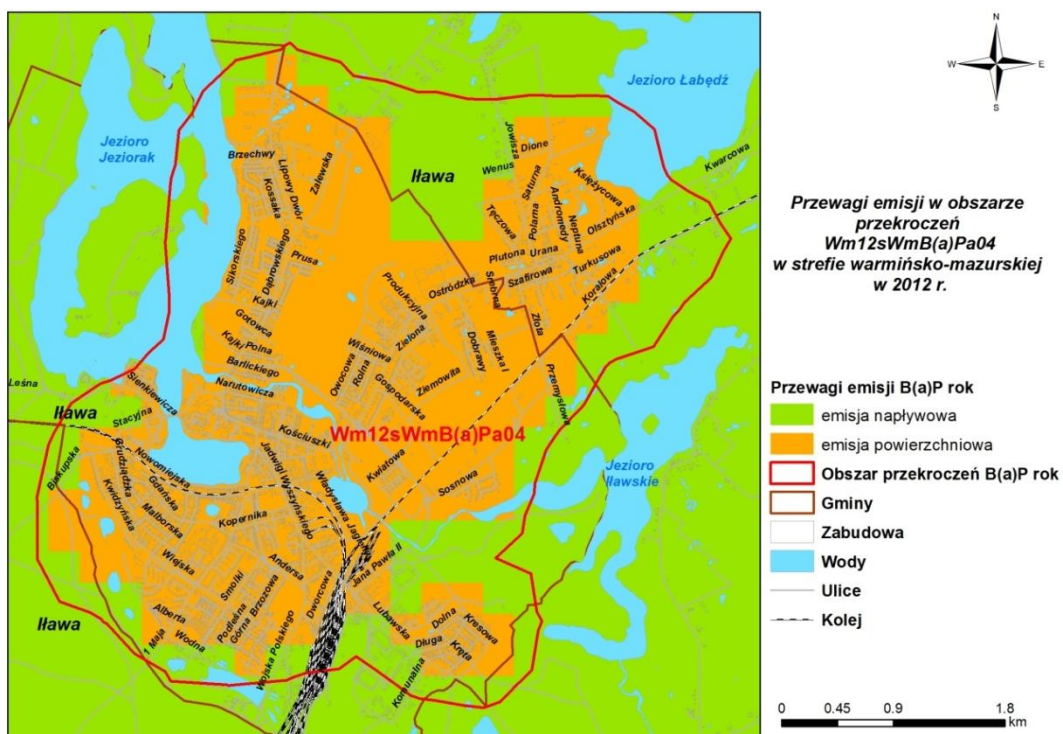 N
W
E
S
Przewagi emisji w obszarze
przekroczeń
Wm12sWmB(a)Pa04
w strefie warmińsko-mazurskiej
w 2012 r.
Przewagi emisji B(a)P rok
emisja napływowa
emisja powierzchniowa
Obszar przekroczeń B(a)P rok
Gminy
Zabudowa
Wody
Ulice
Kolej
0 0.45 0.9 1.8
km
Jezioro Łabędź
Jezioro
Jeziorak
Iława
Jowisza
Dione
Wenus
Kwarcowa
Brzechwy
Lipowy Dwór
Kossaka
Zalewska
Saturna
Księżycowa
Andromedy
Polarna
Neptuna
Olsztyńska
Tęczowa
Plutona
Urana
Turkusowa
Szafirowa
Koralowa
Sikorskiego
Dąbrowskiego
Prusa
Kajki
Gotowca
Kajki
Polna
Barlickiego
Narutowicza
Produkcyjna
Ostródzka
Srebrna
Złota
Zielona
Wiśniowa
Owocowa
Rolna
Gospodarska
Ziemowita
Dobrawy
Mieszka I
Przemysłowa
Leśna
Iława
Sienkiewicza
Stacyjna
Kościuszki
Wm12sWmB(a)Pa04
Kwiatowa
Sosnowa
Jezioro
Iławskie
Biskupska
Grudziądzka
Nowomiejska
Gdańska
Kwidzyńska
Malborska
Kopernika
Jadwigi
Wyszyńskiego
Władysława Jagiełły
Jana Pawła II
Wiejska
Smolki
Andersa
Brzozowa
Dworcowa
Alberta
1 Maja
Wodna
Podleśna
Górna
Wojska Polskiego
Iława
Lubawska
Dolna
Długa
Kresowa
Kręta
Komunalna